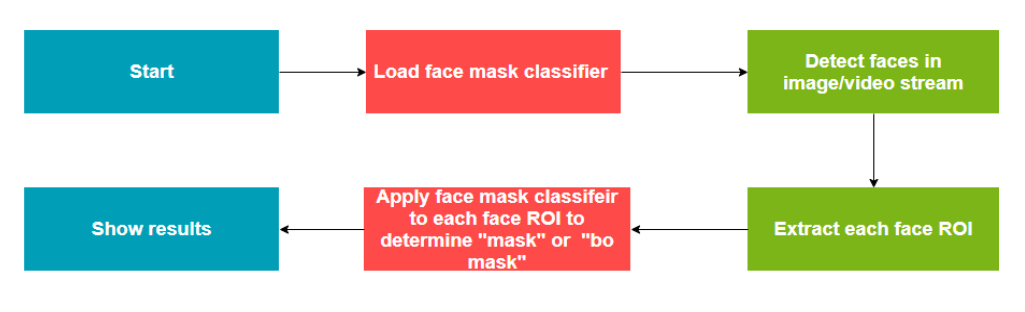 Start
Load face mask classifier
Detect faces in
image/video stream
Show results
Apply face mask classifeir
to each face ROI to
determine "mask" or "bo
mask"
Extract each face ROI